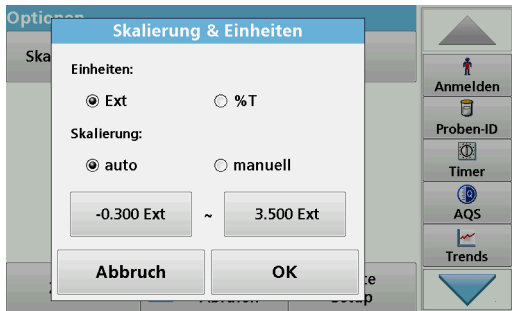 Optionen
Skalierung & Einheiten
Einheiten:
Ext
%T
Skalierung:
auto
manuell
-0.300 Ext
~
3.500 Ext
Abbruch
OK
Anmelden
Proben-ID
Timer
AQS
Trends